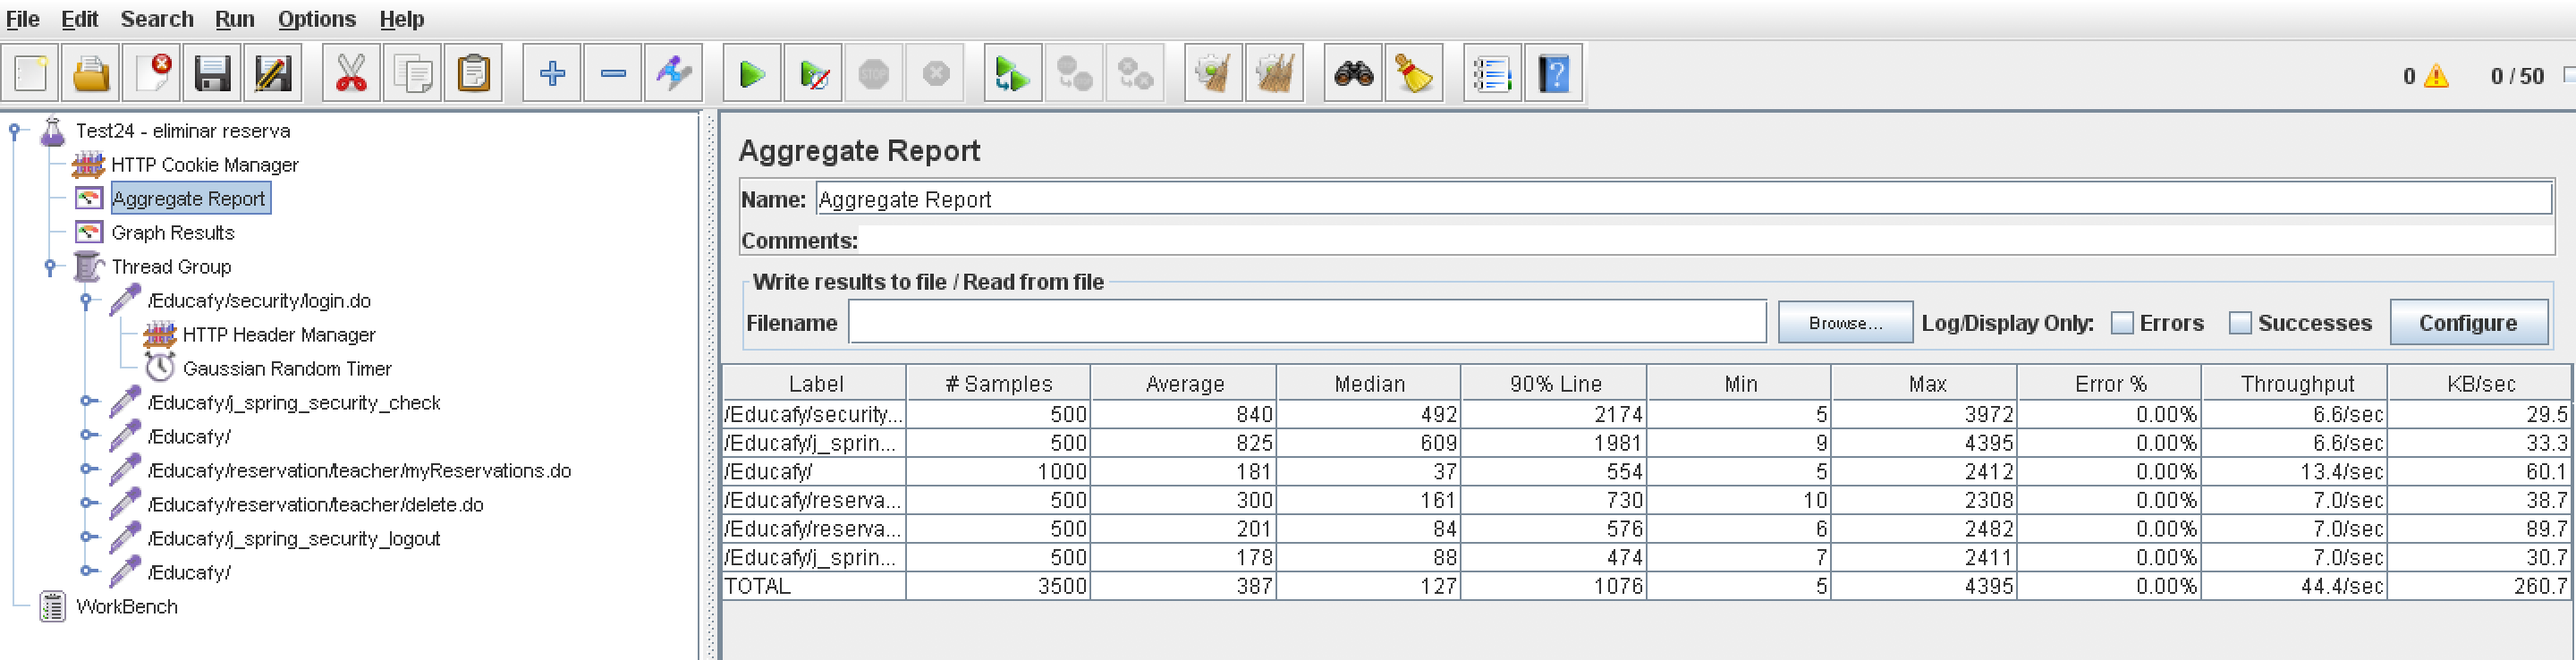 File Edit Search Run Options Help
STOP
0 0 / 50
Test24 - eliminar reserva
HTTP Cookie Manager
Aggregate Report
Graph Results
Thread Group
/Educafy/security/login.do
HTTP Header Manager
Gaussian Random Timer
/Educafy/j_spring_security_check
/Educafy/
/Educafy/reservation/teacher/myReservations.do
/Educafy/reservation/teacher/delete.do
/Educafy/j_spring_security_logout
/Educafy/
WorkBench
Aggregate Report
Name: Aggregate Report
Comments:
Write results to file / Read from file
Filename Browse... Log/Display Only: Errors Successes Configure
Label # Samples Average Median 90% Line Min Max Error % Throughput KB/sec
/Educafy/security... 500 840 492 2174 5 3972 0.00% 6.6/sec 29.5
/Educafy/j_sprin... 500 825 609 1981 9 4395 0.00% 6.6/sec 33.3
/Educafy/ 1000 181 37 554 5 2412 0.00% 13.4/sec 60.1
/Educafy/reserva... 500 300 161 730 10 2308 0.00% 7.0/sec 38.7
/Educafy/reserva... 500 201 84 576 6 2482 0.00% 7.0/sec 89.7
/Educafy/j_sprin... 500 178 88 474 7 2411 0.00% 7.0/sec 30.7
TOTAL 3500 387 127 1076 5 4395 0.00% 44.4/sec 260.7